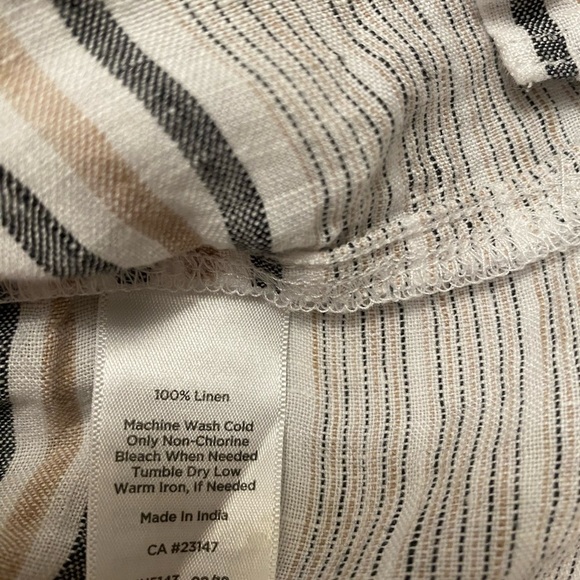 100% Linen
Machine Wash Cold
Only Non-Chlorine
Bleach When Needed
Tumble Dry Low
Warm Iron, If Needed
Made In India
CA #23147